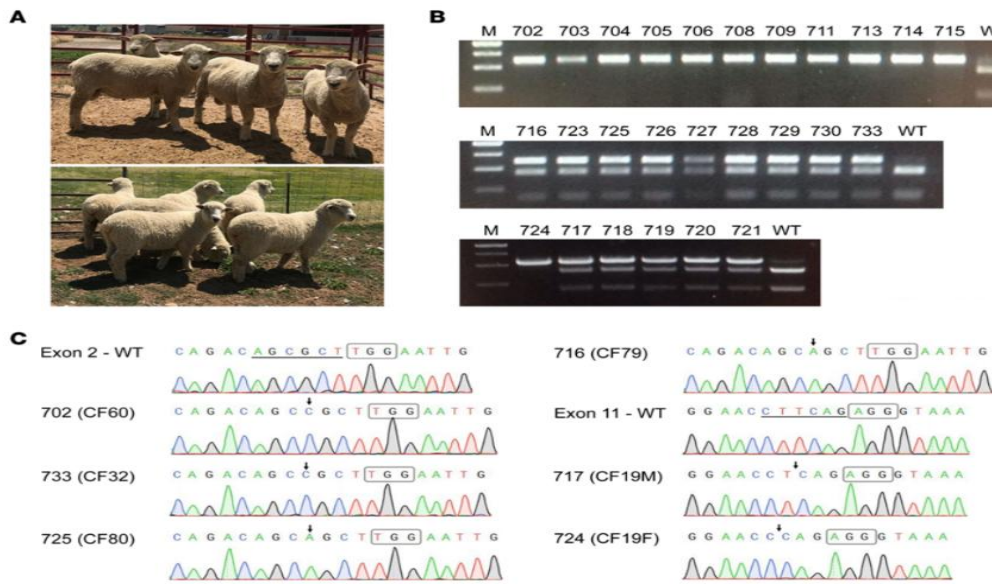 A
B
M 702 703 704 705 706 708 709 711 713 714 715 W
M 716 723 725 726 727 728 729 730 733 WT
M 724 717 718 719 720 721 WT
C
Exon 2 - WT
C A G A C A G C G C T T G G A A T T G
702 (CF60)
C A G A C A G C C G C T T G G A A T T G
733 (CF32)
C A G A C A G C C G C T T G G A A T T G
725 (CF80)
C A G A C A G C A G C T T G G A A T T G
716 (CF79)
C A G A C A G C A G C T T G G A A T T G
Exon 11 - WT
G G A A C C T T C A G A G G G T A A A
717 (CF19M)
G G A A C C T C A G A G G G T A A A
724 (CF19F)
G G A A C C C A G A G G G T A A A